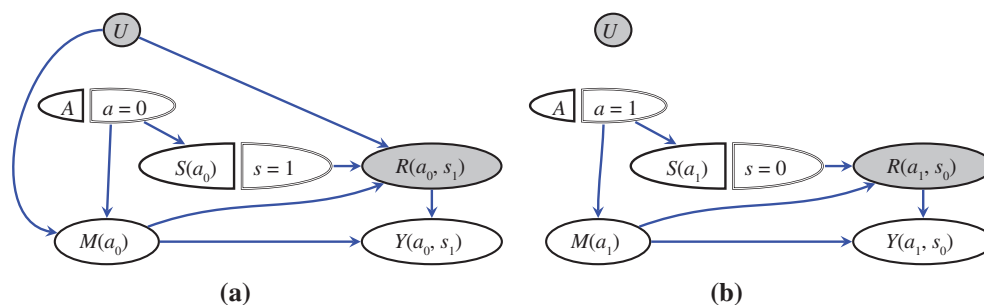 U
U
A a = 0
A a = 1
S(a₀) s = 1 R(a₀, s₁)
S(a₁) s = 0 R(a₁, s₀)
M(a₀) Y(a₀, s₁)
M(a₁) Y(a₁, s₀)
(a)
(b)